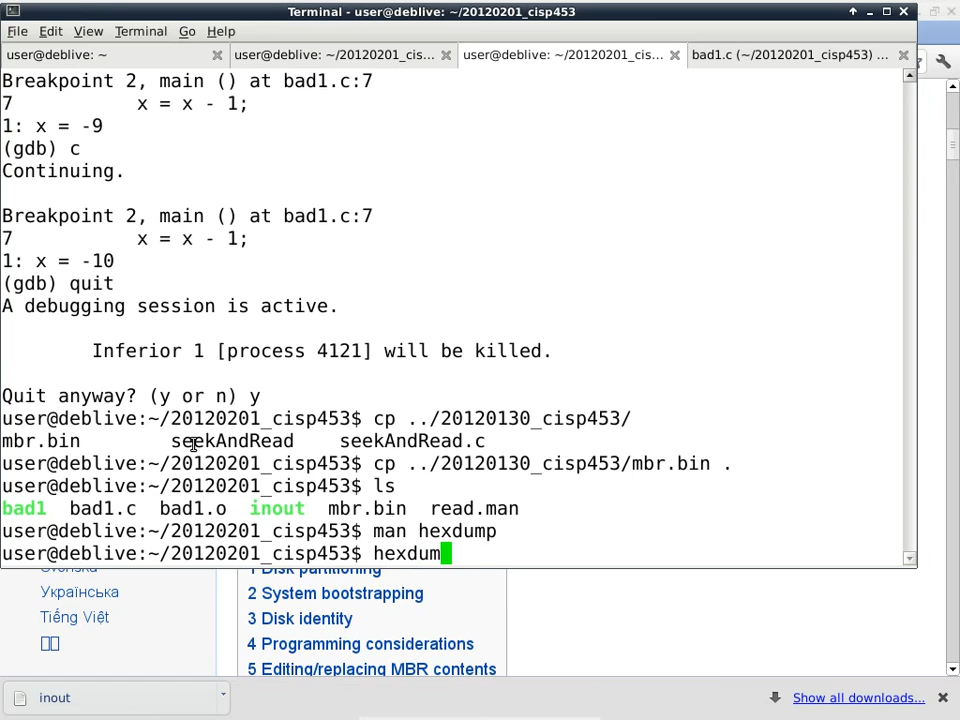 Terminal - user@deblive: ~/20120201_cisp453
File Edit View Terminal Go Help
user@deblive: ~ user@deblive: ~/20120201_cis... user@deblive: ~/20120201_cis... bad1.c (~/20120201_cisp453) ...
Breakpoint 2, main () at bad1.c:7
7 x = x - 1;
1: x = -9
(gdb) c
Continuing.
Breakpoint 2, main () at bad1.c:7
7 x = x - 1;
1: x = -10
(gdb) quit
A debugging session is active.
Inferior 1 [process 4121] will be killed.
Quit anyway? (y or n) y
user@deblive:~/20120201_cisp453$ cp ../20120130_cisp453/
mbr.bin seekAndRead seekAndRead.c
user@deblive:~/20120201_cisp453$ cp ../20120130_cisp453/mbr.bin .
user@deblive:~/20120201_cisp453$ ls
bad1 bad1.c bad1.o inout mbr.bin read.man
user@deblive:~/20120201_cisp453$ man hexdump
user@deblive:~/20120201_cisp453$ hexdum
Svenska 1 Disk partitioning
Українська 2 System bootstrapping
Tiếng Việt 3 Disk identity
4 Programming considerations
5 Editing/replacing MBR contents
inout Show all downloads...